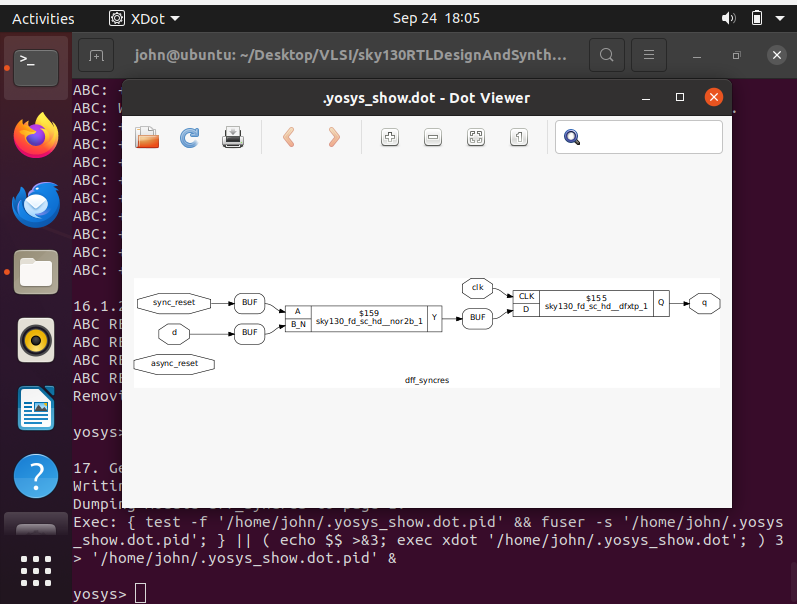 Activities
XDot
Sep 24 18:05
john@ubuntu: ~/Desktop/VLSI/sky130RTLDesignAndSynth...
ABC: +
ABC: W
ABC: +
ABC: +
ABC: +
ABC: +
ABC: +
ABC: +
ABC: +
ABC: +
ABC: +
.yosys_show.dot - Dot Viewer
sync_reset
BUF
d
BUF
async_reset
A
B_N
$159
sky130_fd_sc_hd__nor2b_1
Y
clk
BUF
CLK
D
$155
sky130_fd_sc_hd__dfxtp_1
Q
q
dff_syncres
16.1.2
ABC RE
ABC RE
ABC RE
ABC RE
Removi
yosys>
17. Ge
Writin
Exec: { test -f '/home/john/.yosys_show.dot.pid' && fuser -s '/home/john/.yosys
_show.dot.pid'; } || ( echo $$ >&3; exec xdot '/home/john/.yosys_show.dot'; ) 3
> '/home/john/.yosys_show.dot.pid' &
yosys>